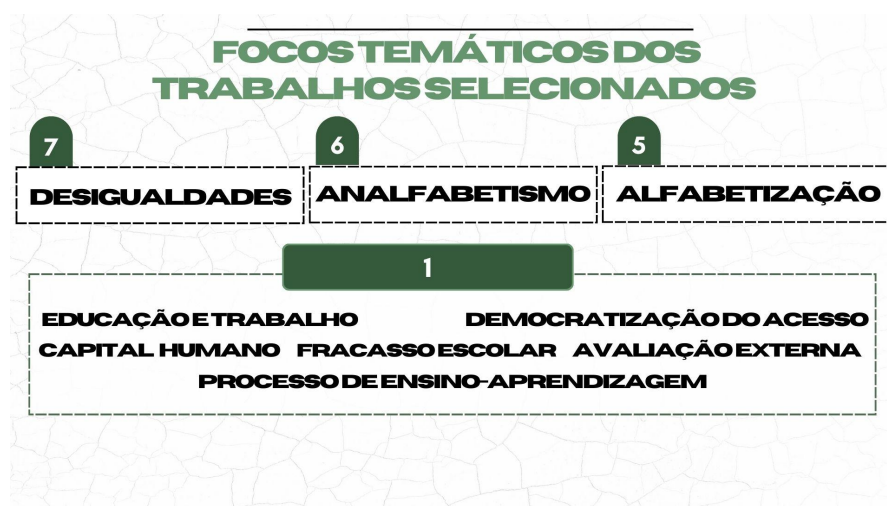 FOCOS TEMÁTICOS DOS
TRABALHOS SELECIONADOS
7
DESIGUALDADES
6
ANALFABETISMO
5
ALFABETIZAÇÃO
1
EDUCAÇÃO E TRABALHO DEMOCRATIZAÇÃO DO ACESSO
CAPITAL HUMANO FRACASSO ESCOLAR AVALIAÇÃO EXTERNA
PROCESSO DE ENSINO-APRENDIZAGEM